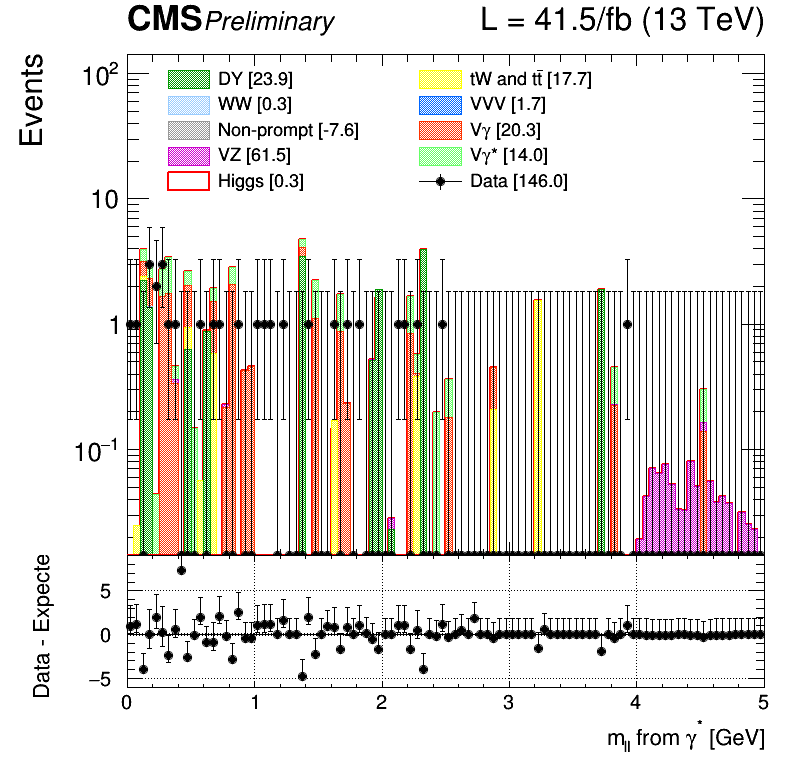 CMS Preliminary L = 41.5/fb (13 TeV)
Events
10²
10
1
10⁻¹
DY [23.9]
WW [0.3]
Non-prompt [-7.6]
VZ [61.5]
Higgs [0.3]
tW and tt̄ [17.7]
VVV [1.7]
Vγ [20.3]
Vγ* [14.0]
Data [146.0]
Data - Expecte
5
0
−5
0 1 2 3 4 5
m_ll from γ* [GeV]